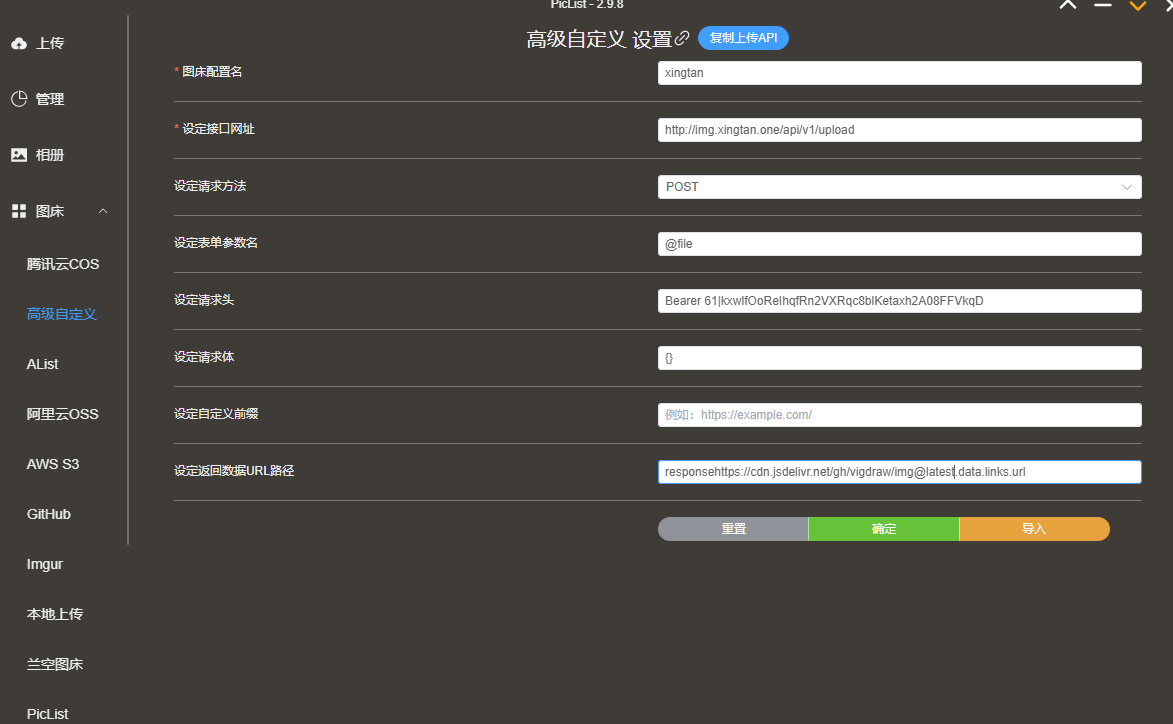 PicList - 2.9.8
上传
管理
相册
图床
腾讯云COS
高级自定义
AList
阿里云OSS
AWS S3
GitHub
Imgur
本地上传
兰空图床
PicList
高级自定义 设置
复制上传API
* 图床配置名
xingtan
* 设定接口网址
http://img.xingtan.one/api/v1/upload
设定请求方法
POST
设定表单参数名
@file
设定请求头
Bearer 61|kxwlfOoRelhqfRn2VXRqc8blKetaxh2A08FFVkqD
设定请求体
{}
设定自定义前缀
例如：https://example.com/
设定返回数据URL路径
responsehttps://cdn.jsdelivr.net/gh/vigdraw/img@latest.data.links.url
重置
确定
导入